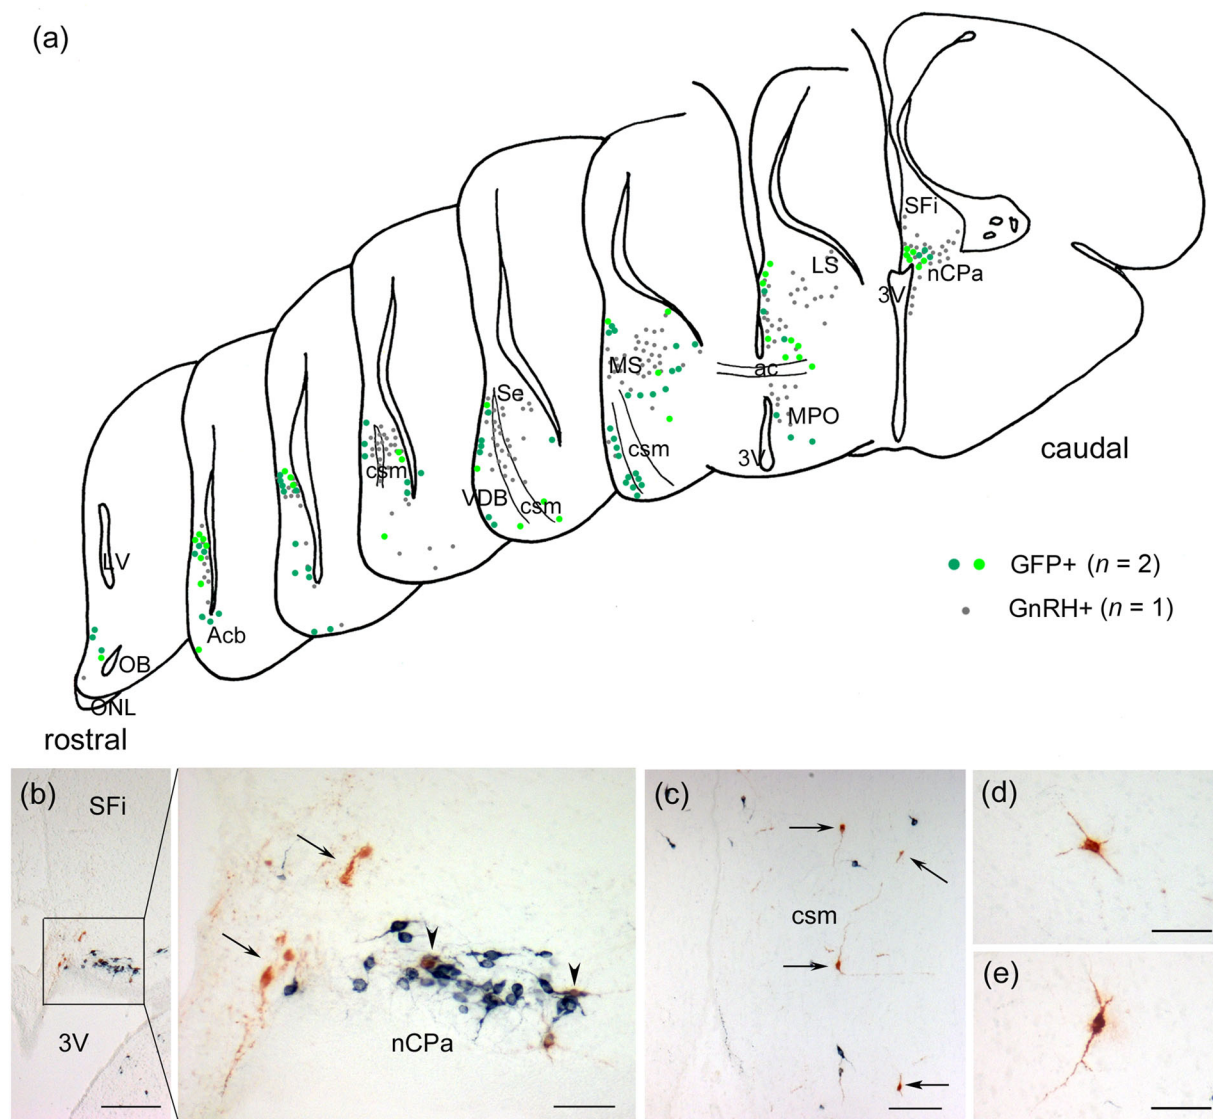 (a)
SFi
LS
nCPa
3V
MS
ac
Se
MPO
caudal
csm
csm
3V
VDB
csm
LV
GFP+ (n = 2)
GnRH+ (n = 1)
Acb
OB
ONL
rostral
(b)
SFi
3V
nCPa
(c)
csm
(d)
(e)